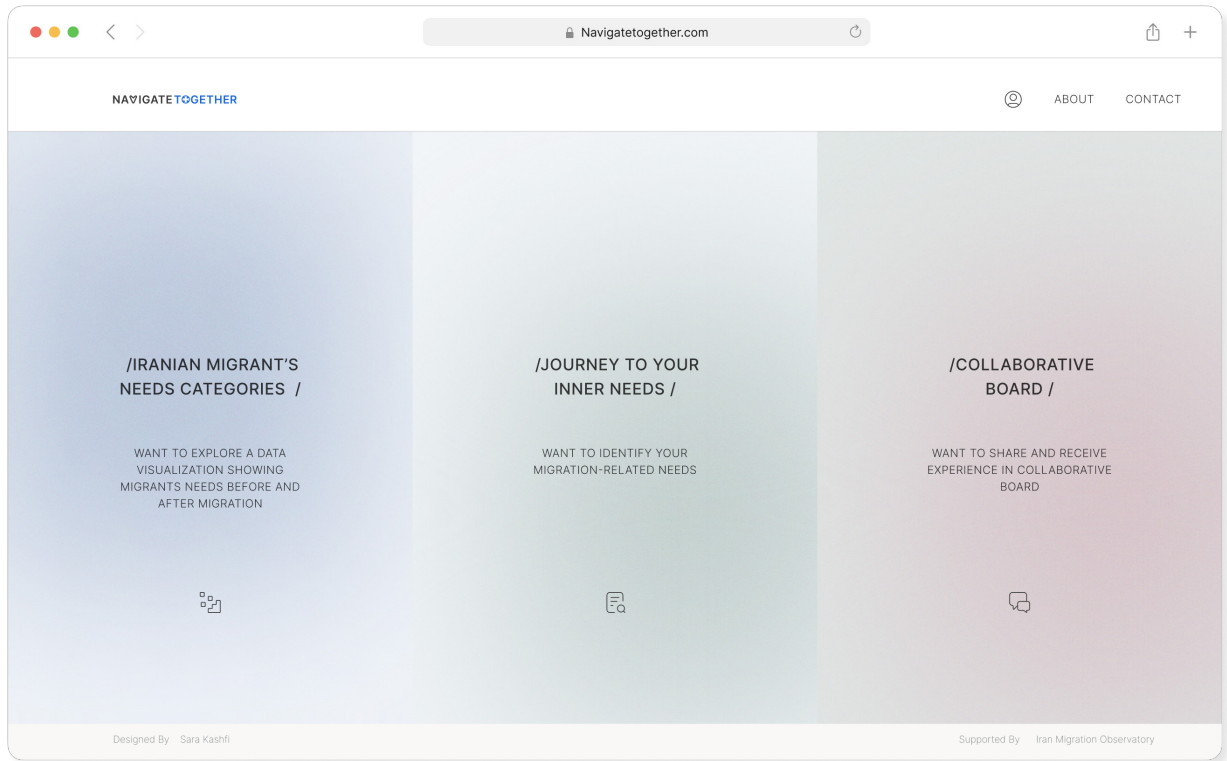 Navigatetogether.com
NAVIGATE TOGETHER
ABOUT
CONTACT
/IRANIAN MIGRANT'S
NEEDS CATEGORIES /
WANT TO EXPLORE A DATA
VISUALIZATION SHOWING
MIGRANTS NEEDS BEFORE AND
AFTER MIGRATION
/JOURNEY TO YOUR
INNER NEEDS /
WANT TO IDENTIFY YOUR
MIGRATION-RELATED NEEDS
/COLLABORATIVE
BOARD /
WANT TO SHARE AND RECEIVE
EXPERIENCE IN COLLABORATIVE
BOARD
Designed By Sara Kashfi
Supported By Iran Migration Observatory